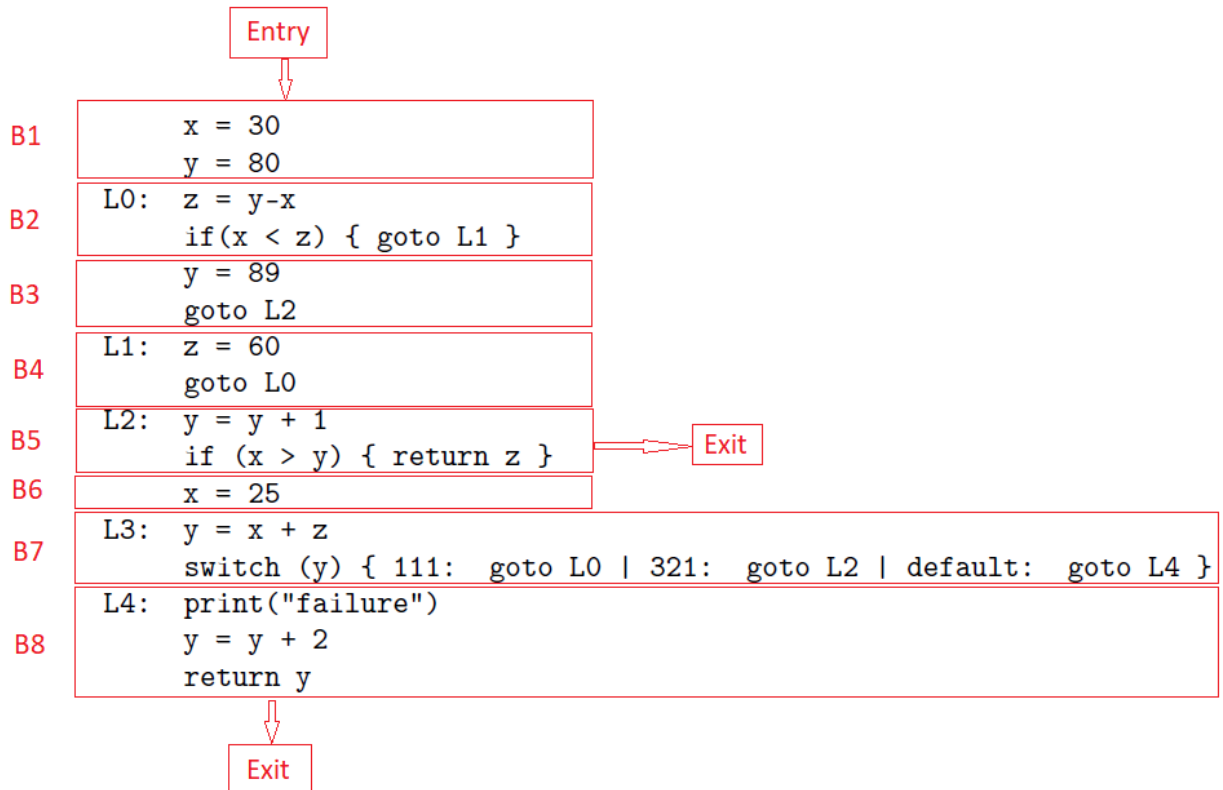 Entry
B1
x = 30
y = 80
B2
L0: z = y-x
if(x < z) { goto L1 }
B3
y = 89
goto L2
B4
L1: z = 60
goto L0
B5
L2: y = y + 1
if (x > y) { return z }
Exit
B6
x = 25
B7
L3: y = x + z
switch (y) { 111: goto L0 | 321: goto L2 | default: goto L4 }
B8
L4: print("failure")
y = y + 2
return y
Exit